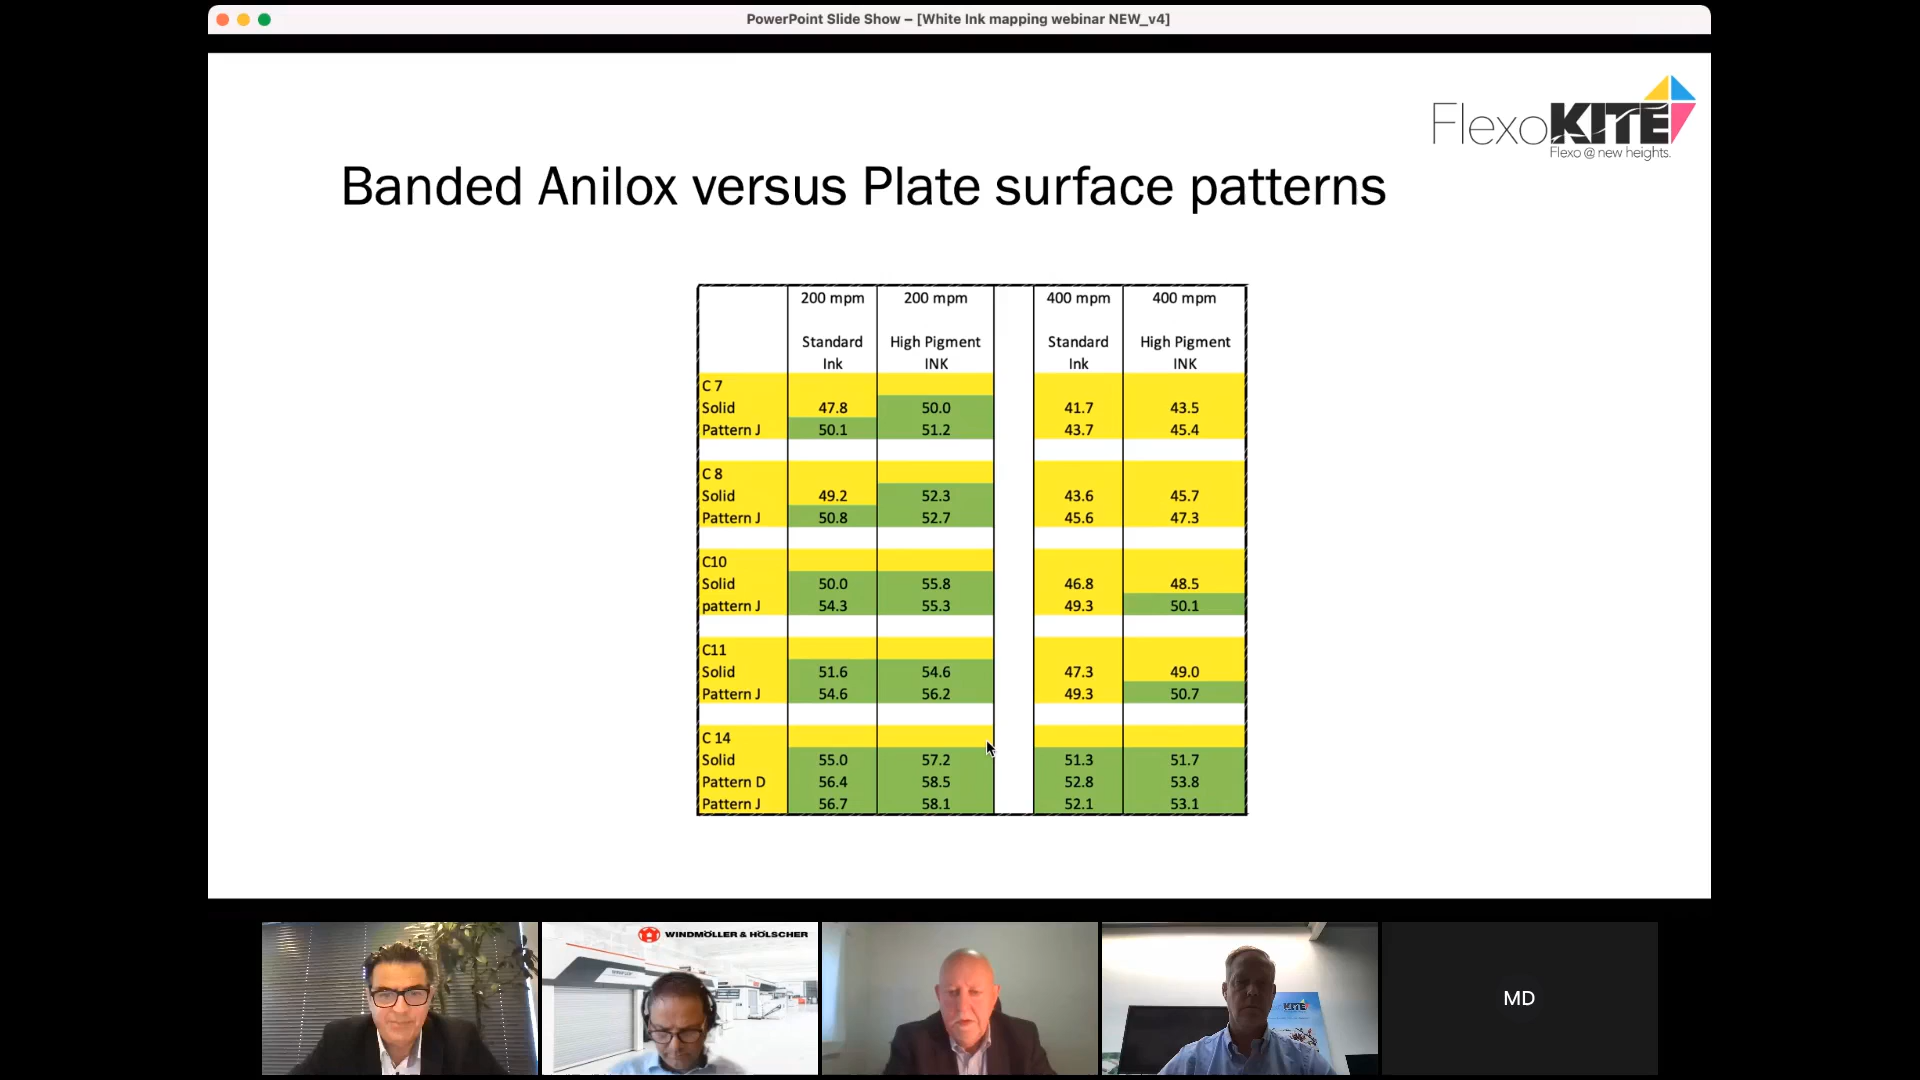 PowerPoint Slide Show – [White Ink mapping webinar NEW_v4]
FlexoKITE
Flexo @ new heights.
Banded Anilox versus Plate surface patterns
200 mpm 200 mpm 400 mpm 400 mpm
Standard High Pigment Standard High Pigment
Ink INK Ink INK
C 7
Solid 47.8 50.0 41.7 43.5
Pattern J 50.1 51.2 43.7 45.4
C 8
Solid 49.2 52.3 43.6 45.7
Pattern J 50.8 52.7 45.6 47.3
C10
Solid 50.0 55.8 46.8 48.5
pattern J 54.3 55.3 49.3 50.1
C11
Solid 51.6 54.6 47.3 49.0
Pattern J 54.6 56.2 49.3 50.7
C 14
Solid 55.0 57.2 51.3 51.7
Pattern D 56.4 58.5 52.8 53.8
Pattern J 56.7 58.1 52.1 53.1
WINDMÖLLER & HÖLSCHER
KITE
MD